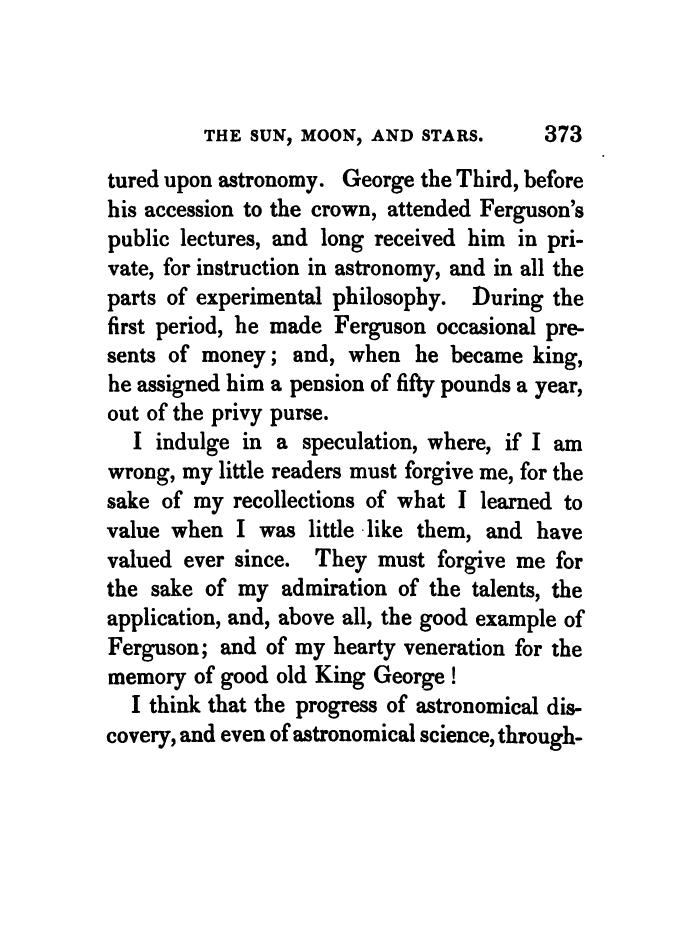 THE SUN, MOON, AND STARS. 373
tured upon astronomy. George the Third, before
his accession to the crown, attended Ferguson's
public lectures, and long received him in pri-
vate, for instruction in astronomy, and in all the
parts of experimental philosophy. During the
first period, he made Ferguson occasional pre-
sents of money; and, when he became king,
he assigned him a pension of fifty pounds a year,
out of the privy purse.
I indulge in a speculation, where, if I am
wrong, my little readers must forgive me, for the
sake of my recollections of what I learned to
value when I was little like them, and have
valued ever since. They must forgive me for
the sake of my admiration of the talents, the
application, and, above all, the good example of
Ferguson; and of my hearty veneration for the
memory of good old King George!
I think that the progress of astronomical dis-
covery, and even of astronomical science, through-